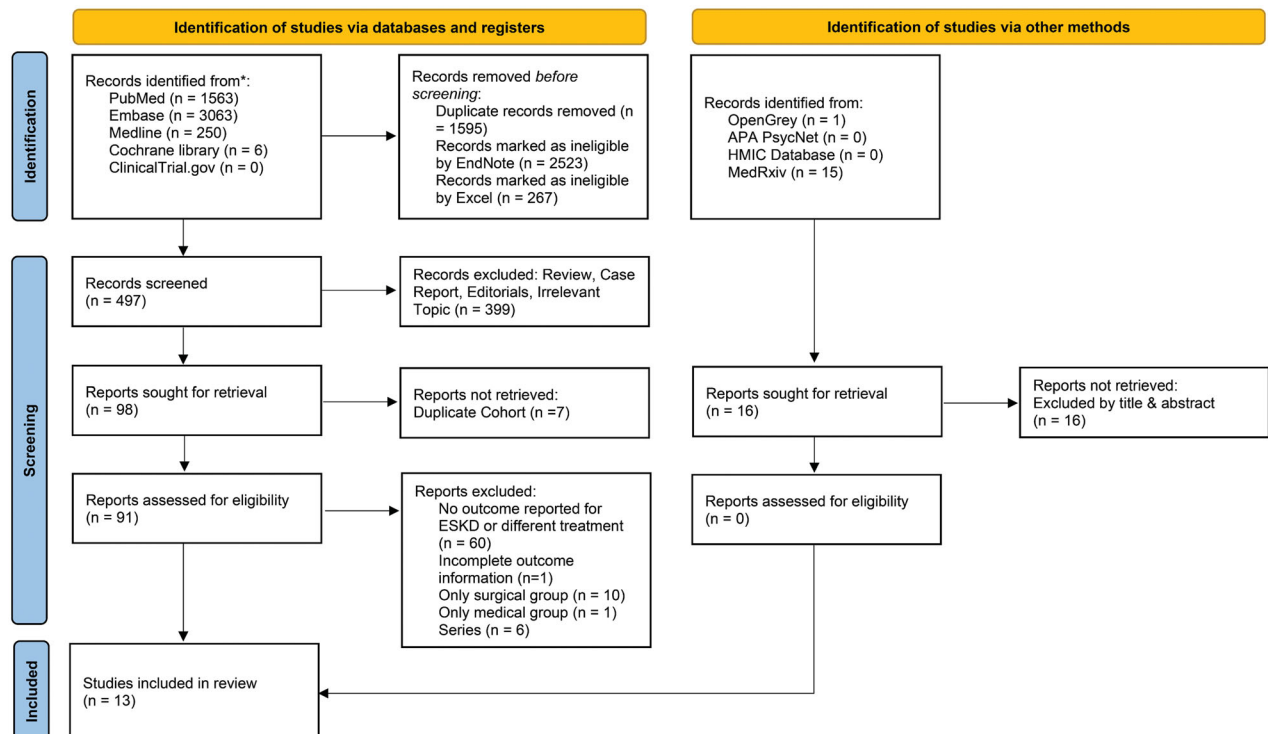 Identification of studies via databases and registers
Identification of studies via other methods
Identification
Records identified from*:
PubMed (n = 1563)
Embase (n = 3063)
Medline (n = 250)
Cochrane library (n = 6)
ClinicalTrial.gov (n = 0)
Records removed before
screening:
Duplicate records removed (n
= 1595)
Records marked as ineligible
by EndNote (n = 2523)
Records marked as ineligible
by Excel (n = 267)
Records identified from:
OpenGrey (n = 1)
APA PsycNet (n = 0)
HMIC Database (n = 0)
MedRxiv (n = 15)
Screening
Records screened
(n = 497)
Records excluded: Review, Case
Report, Editorials, Irrelevant
Topic (n = 399)
Reports sought for retrieval
(n = 98)
Reports not retrieved:
Duplicate Cohort (n =7)
Reports sought for retrieval
(n = 16)
Reports not retrieved:
Excluded by title & abstract
(n = 16)
Reports assessed for eligibility
(n = 91)
Reports excluded:
No outcome reported for
ESKD or different treatment
(n = 60)
Incomplete outcome
information (n=1)
Only surgical group (n = 10)
Only medical group (n = 1)
Series (n = 6)
Reports assessed for eligibility
(n = 0)
Included
Studies included in review
(n = 13)